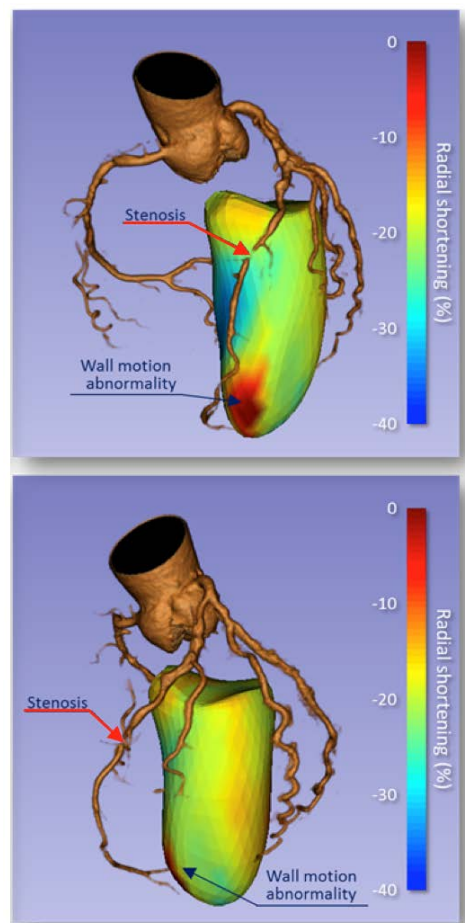 0
-10
Stenosis
-20
Radial shortening (%)
-30
Wall motion
abnormality
-40
0
-10
Stenosis
-20
Radial shortening (%)
-30
Wall motion
abnormality
-40